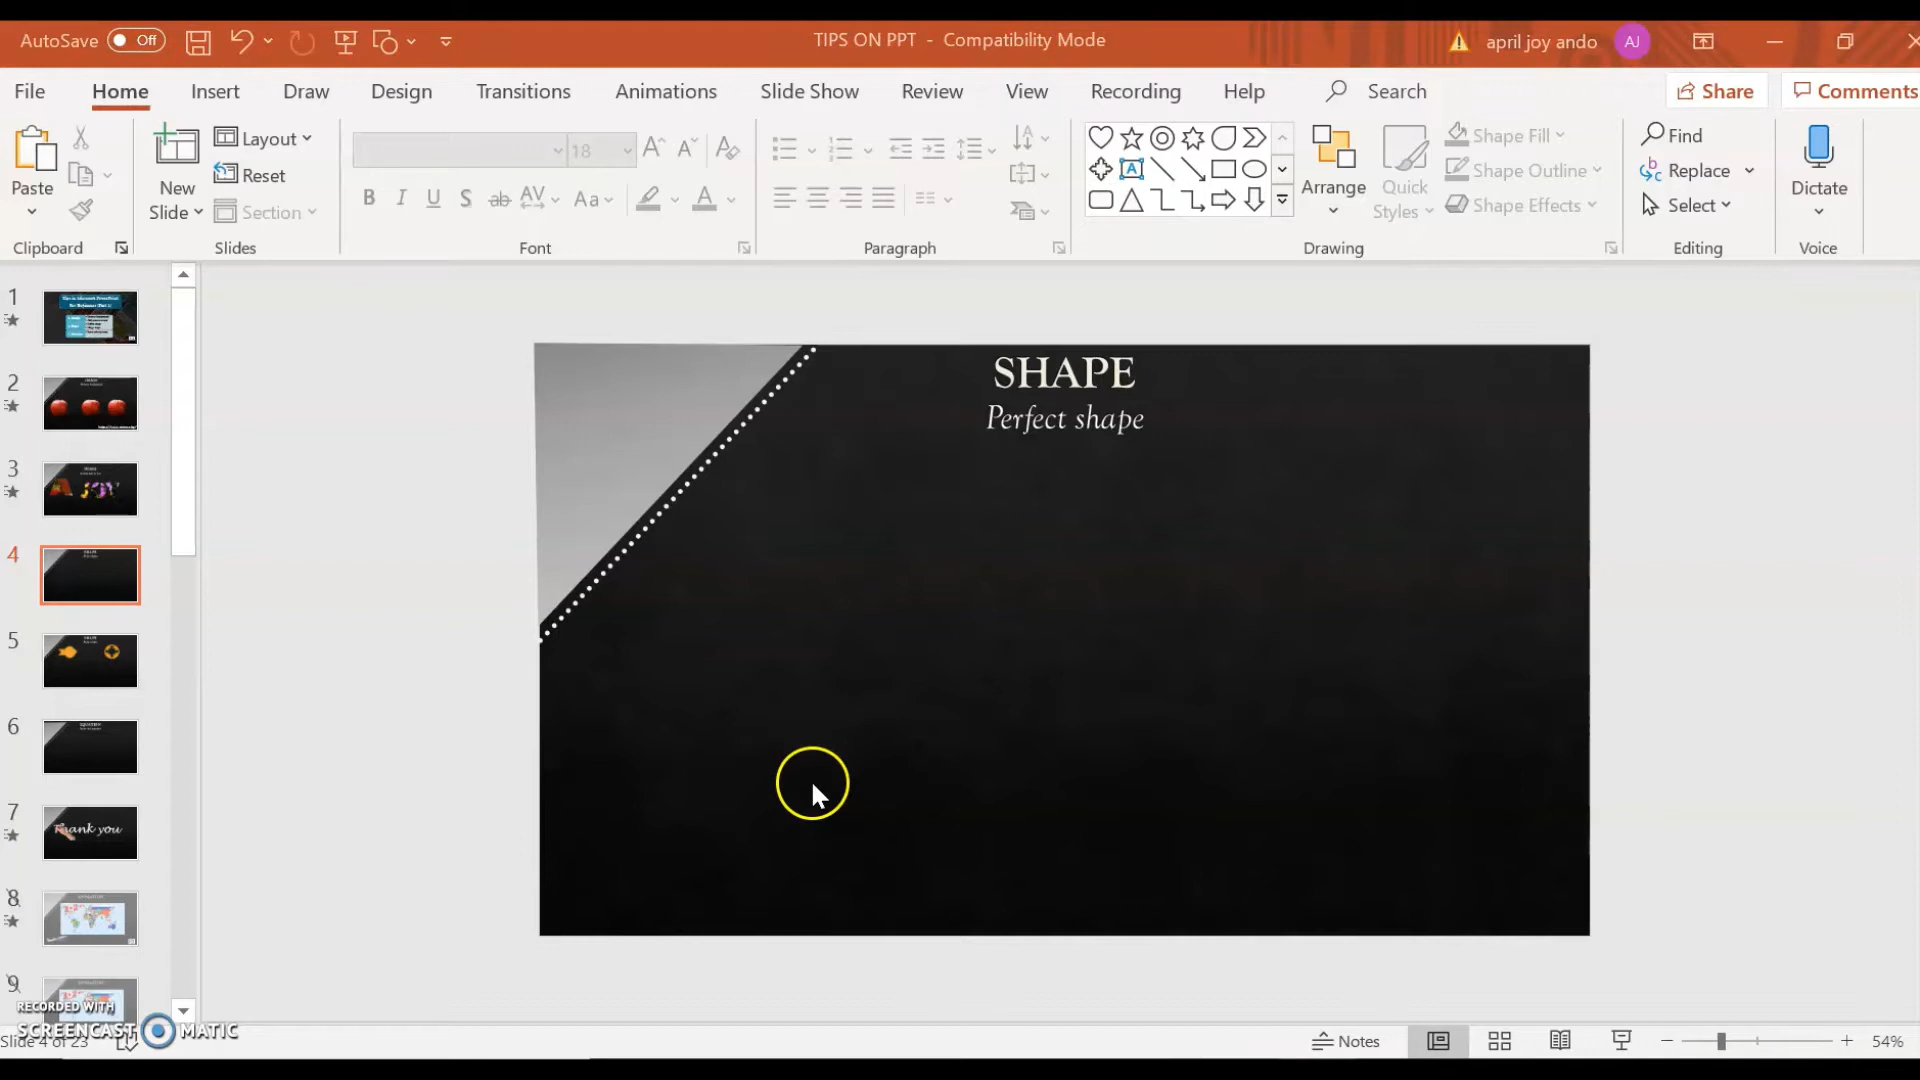 AutoSave Off
TIPS ON PPT - Compatibility Mode
april joy ando AJ
File Home Insert Draw Design Transitions Animations Slide Show Review View Recording Help Search Share Comments
Paste
Clipboard
New Slide
Layout
Reset
Section
Slides
18
B I U S ab AV Aa A
Font
Paragraph
A
Arrange
Quick Styles
Shape Fill
Shape Outline
Shape Effects
Drawing
Find
Replace
Select
Editing
Dictate
Voice
1
2
3
4
5
6
7
Thank you
8
9
SHAPE
Perfect shape
RECORDED WITH
SCREENCAST MATIC
Slide 4 of 23
Notes
54%